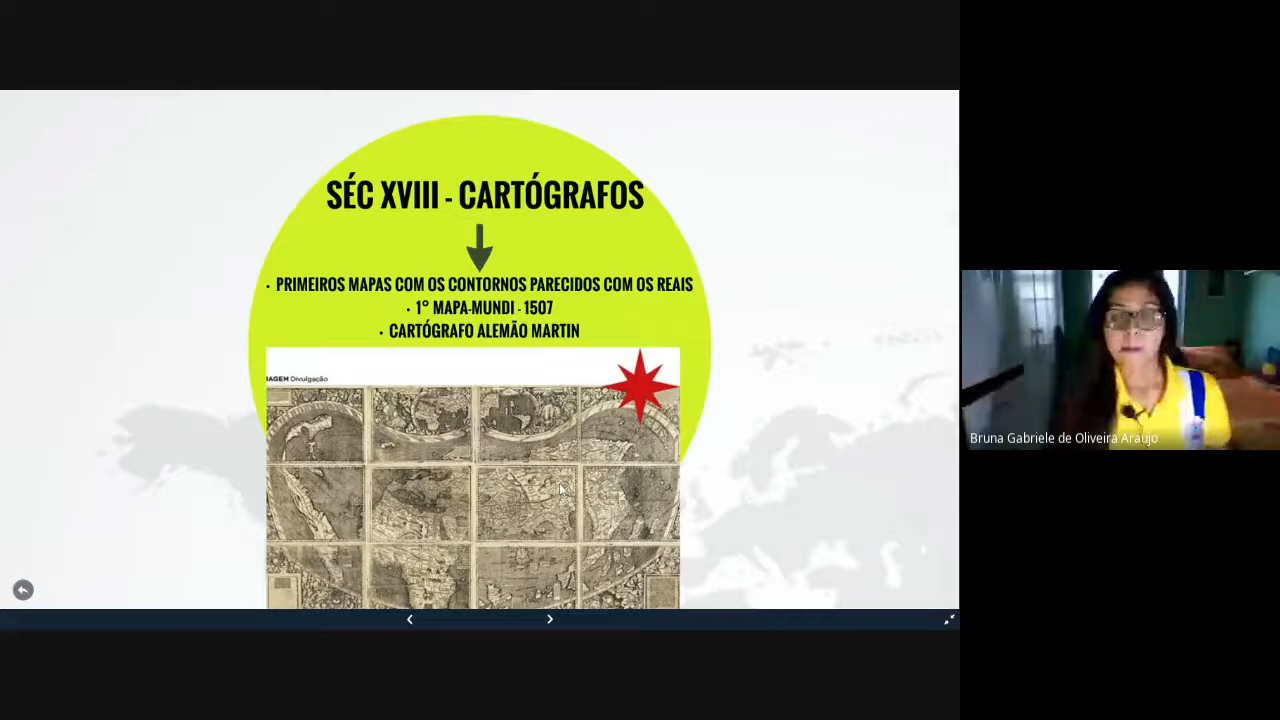 SÉC XVIII - CARTÓGRAFOS
• PRIMEIROS MAPAS COM OS CONTORNOS PARECIDOS COM OS REAIS
• 1° MAPA-MUNDI - 1507
• CARTÓGRAFO ALEMÃO MARTIN
IAGEM Divulgação
Bruna Gabriele de Oliveira Araujo